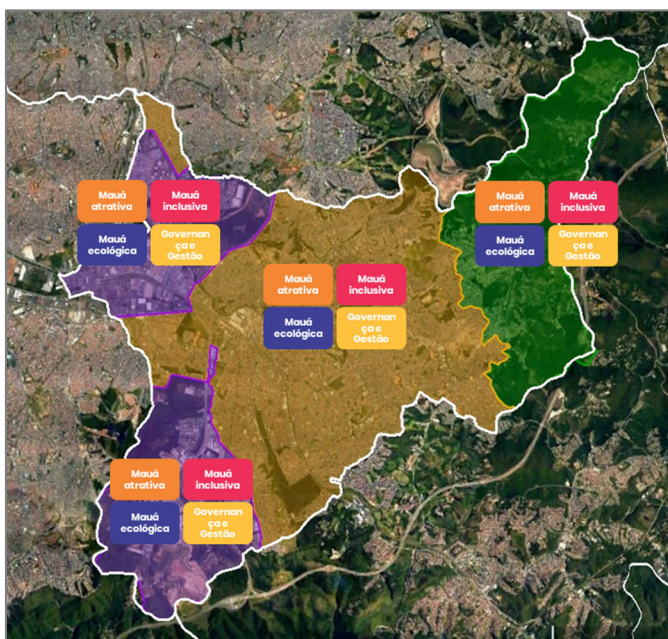 Mauá
atrativa
Mauá
inclusiva
Mauá
ecológica
Governan
ça e
Gestão
Mauá
atrativa
Mauá
inclusiva
Mauá
ecológica
Governan
ça e
Gestão
Mauá
atrativa
Mauá
inclusiva
Mauá
ecológica
Governan
ça e
Gestão
Mauá
atrativa
Mauá
inclusiva
Mauá
ecológica
Governan
ça e
Gestão